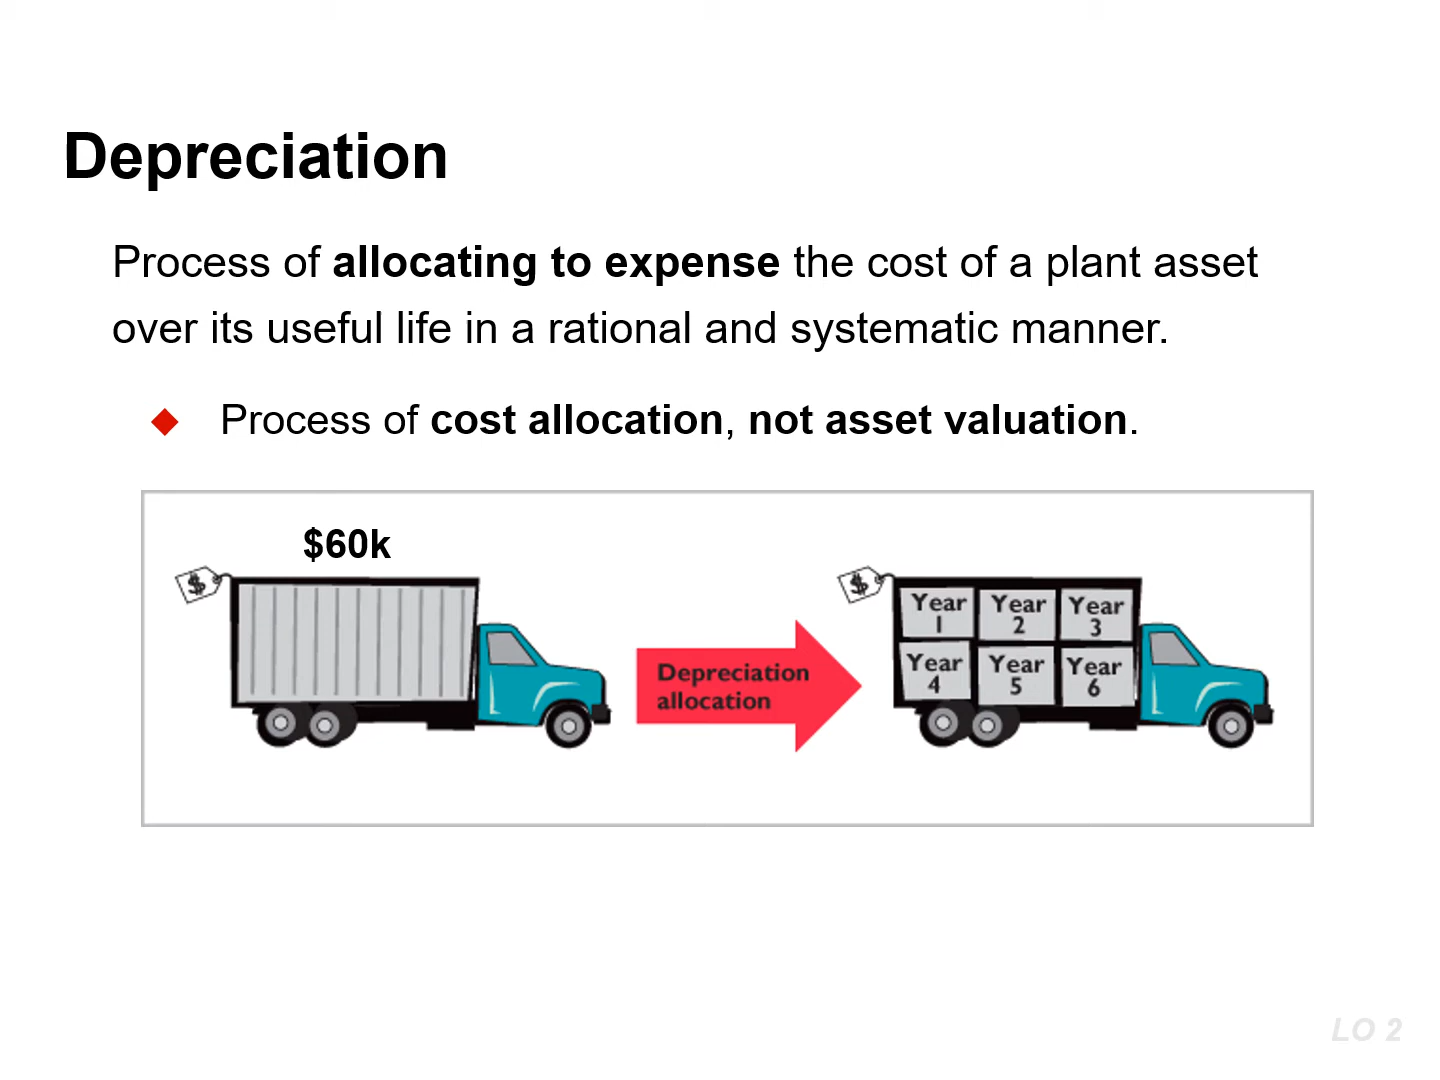 Depreciation
Process of allocating to expense the cost of a plant asset
over its useful life in a rational and systematic manner.
Process of cost allocation, not asset valuation.
$60k
$
Depreciation
allocation
$
Year
1
Year
2
Year
3
Year
4
Year
5
Year
6
LO 2